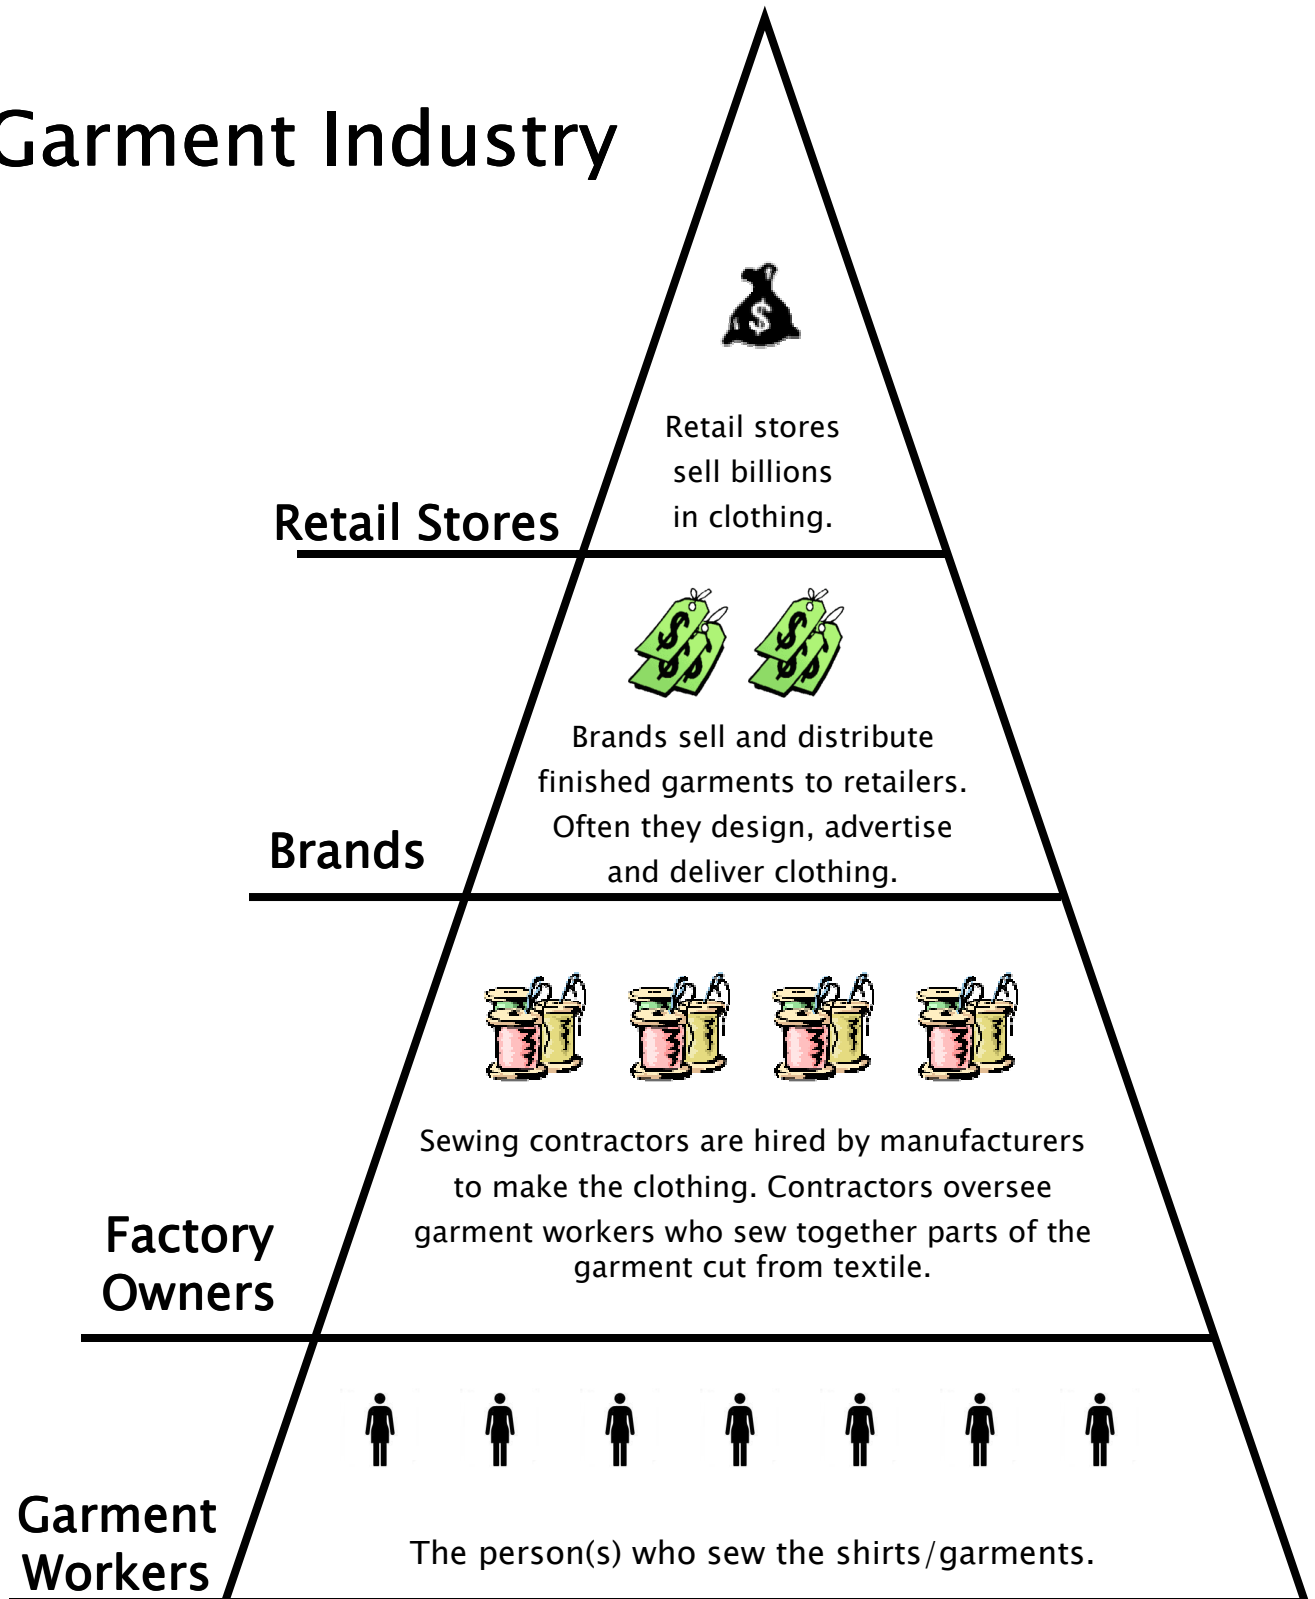 Garment Industry
$
Retail stores
sell billions
in clothing.
Retail Stores
$ $
$ $ $ $
Brands sell and distribute
finished garments to retailers.
Often they design, advertise
and deliver clothing.
Brands
Sewing contractors are hired by manufacturers
to make the clothing. Contractors oversee
garment workers who sew together parts of the
garment cut from textile.
Factory
Owners
The person(s) who sew the shirts/garments.
Garment
Workers